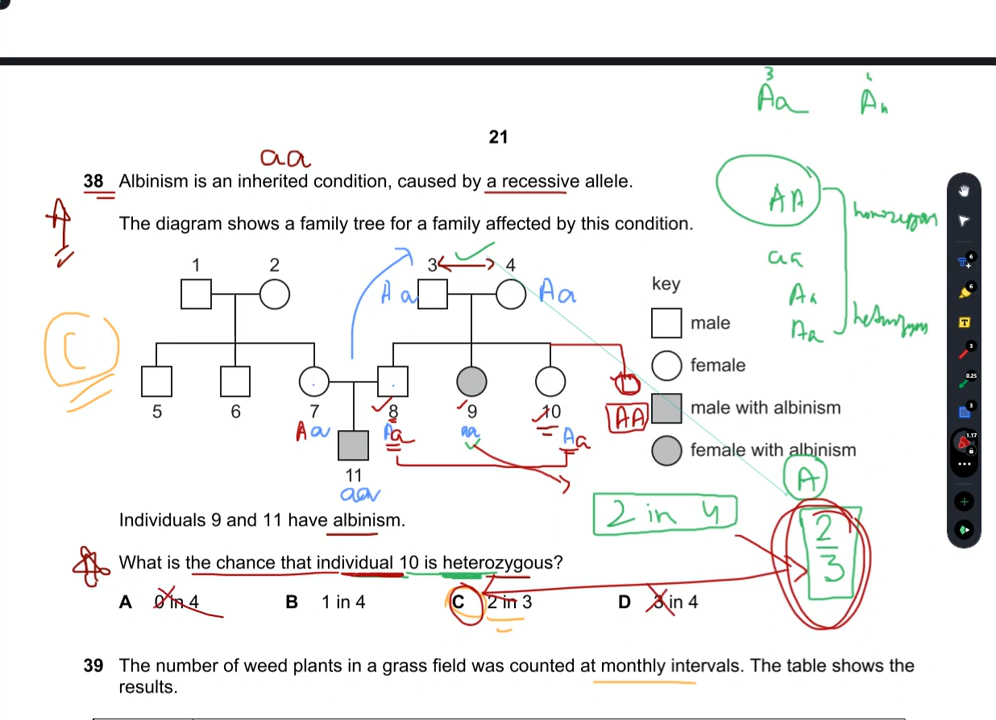 3 4
Aa
21
aa
38 Albinism is an inherited condition, caused by a recessive allele.
The diagram shows a family tree for a family affected by this condition.
AA
aa
Aa
1 2 3 4
Aa Aa
key
male
female
male with albinism
female with albinism
5 6 7 8 9 10
C
Aa Aa aa Aa AA
11
aa
A
Individuals 9 and 11 have albinism.
2 in 4
2
3
What is the chance that individual 10 is heterozygous?
A 0 in 4 B 1 in 4 C 2 in 3 D 3 in 4
39 The number of weed plants in a grass field was counted at monthly intervals. The table shows the
results.